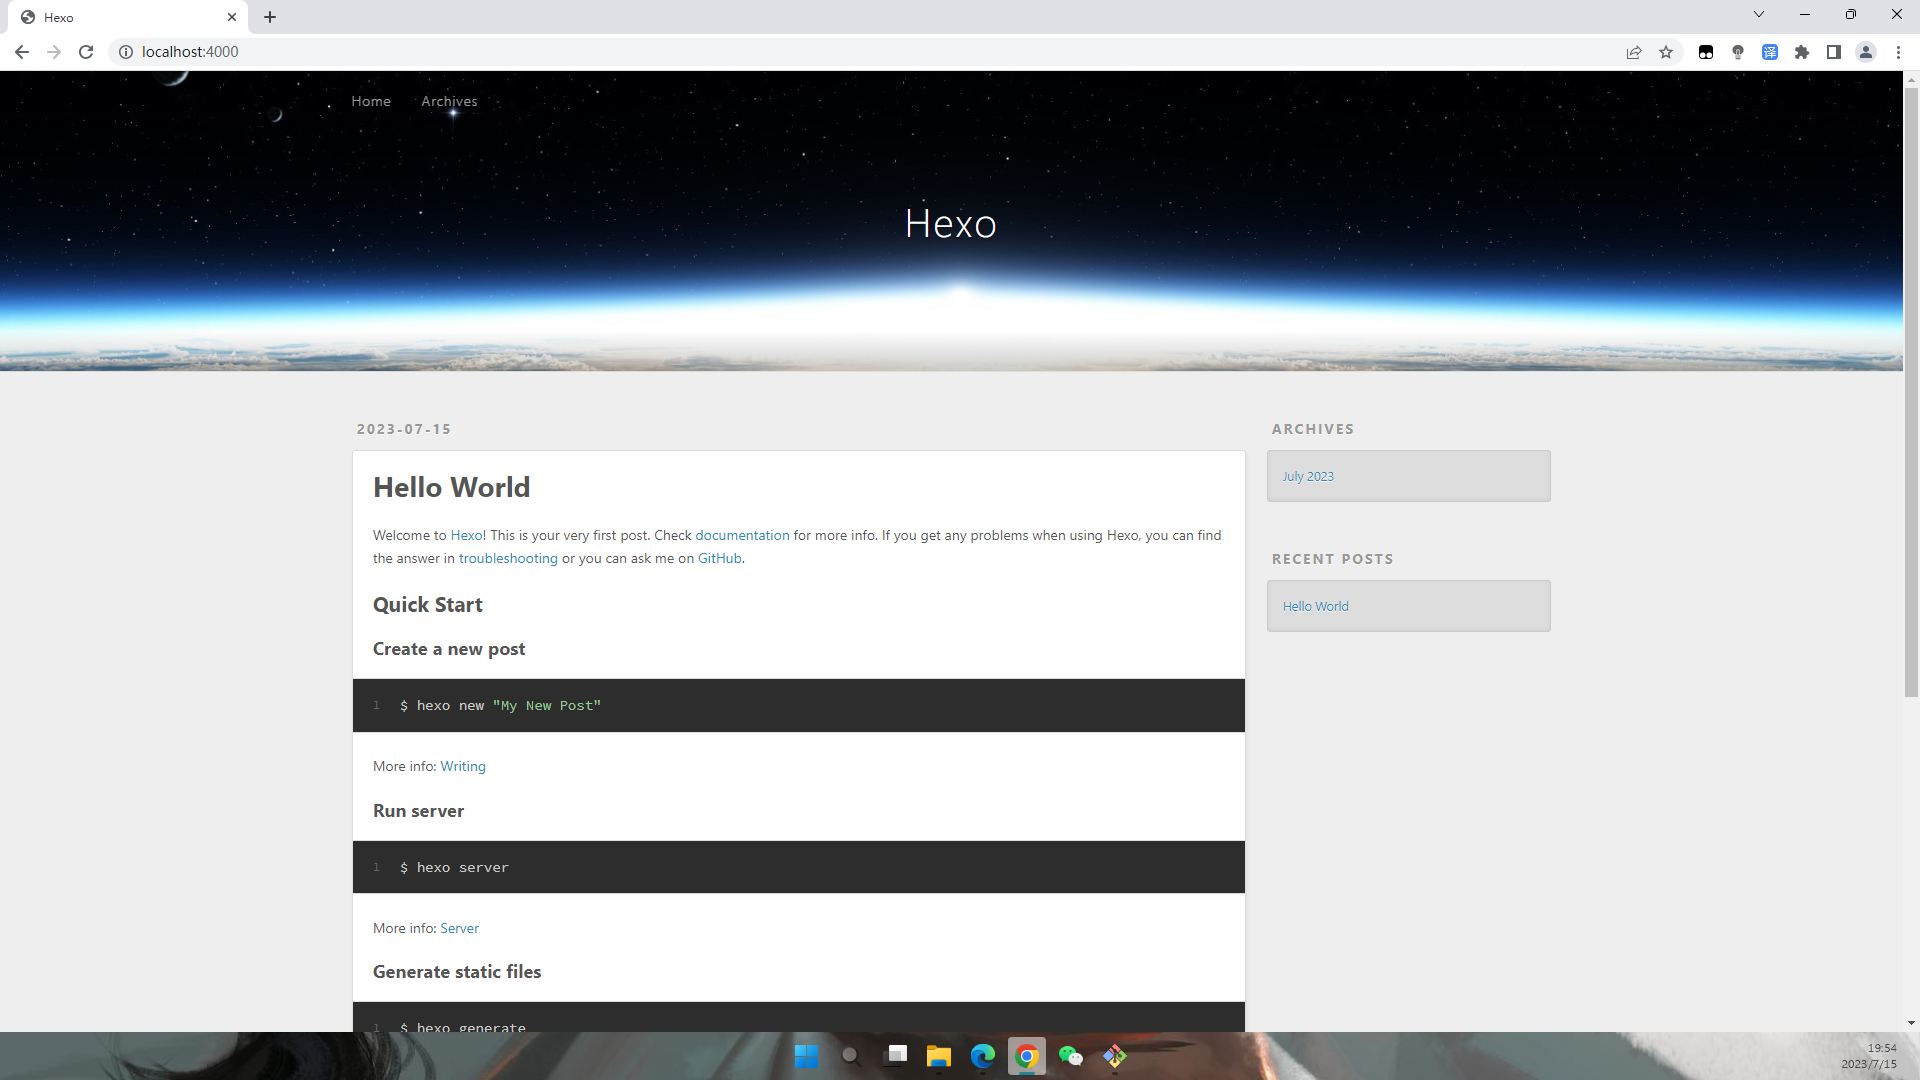 Hexo
localhost:4000
译
Home Archives
Hexo
2023-07-15
Hello World
Welcome to Hexo! This is your very first post. Check documentation for more info. If you get any problems when using Hexo, you can find
the answer in troubleshooting or you can ask me on GitHub.
Quick Start
Create a new post
1 $ hexo new "My New Post"
More info: Writing
Run server
1 $ hexo server
More info: Server
Generate static files
1 $ hexo generate
ARCHIVES
July 2023
RECENT POSTS
Hello World
19:54
2023/7/15